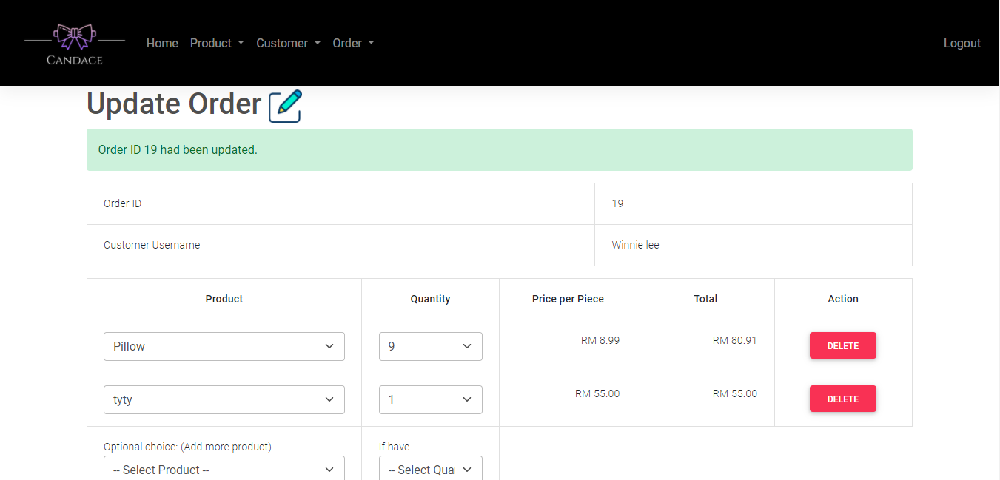 CANDACE
Home Product Customer Order Logout
Update Order
Order ID 19 had been updated.
Order ID 19
Customer Username Winnie lee
Product Quantity Price per Piece Total Action
Pillow 9 RM 8.99 RM 80.91 DELETE
tyty 1 RM 55.00 RM 55.00 DELETE
Optional choice: (Add more product) If have
-- Select Product -- -- Select Qua